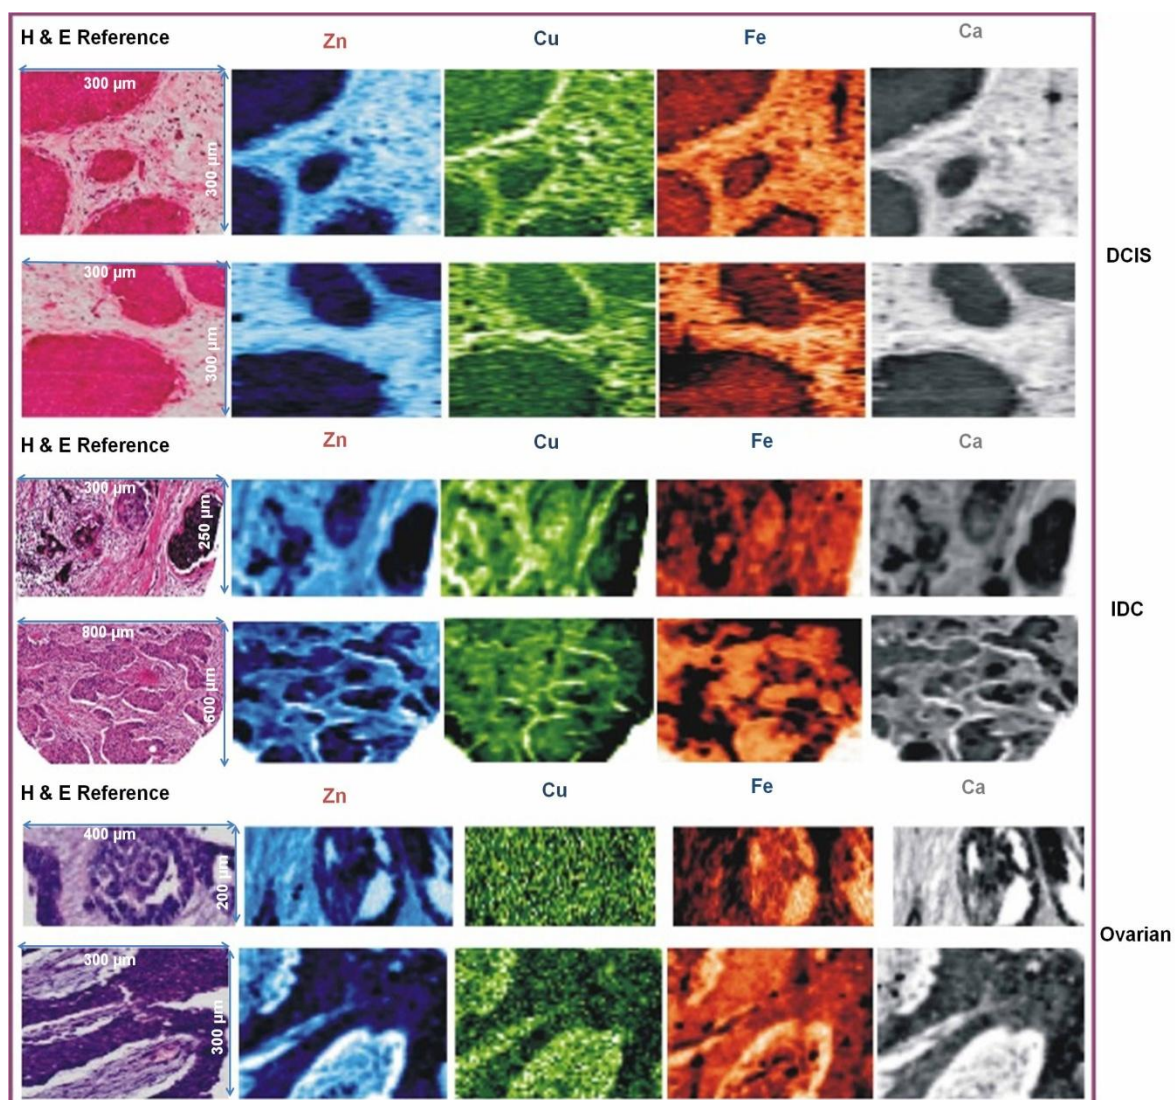 H & E Reference Zn Cu Fe Ca
300 µm
300 µm
300 µm
300 µm
DCIS
H & E Reference Zn Cu Fe Ca
300 µm
250 µm
800 µm
600 µm
IDC
H & E Reference Zn Cu Fe Ca
400 µm
200 µm
300 µm
300 µm
Ovarian